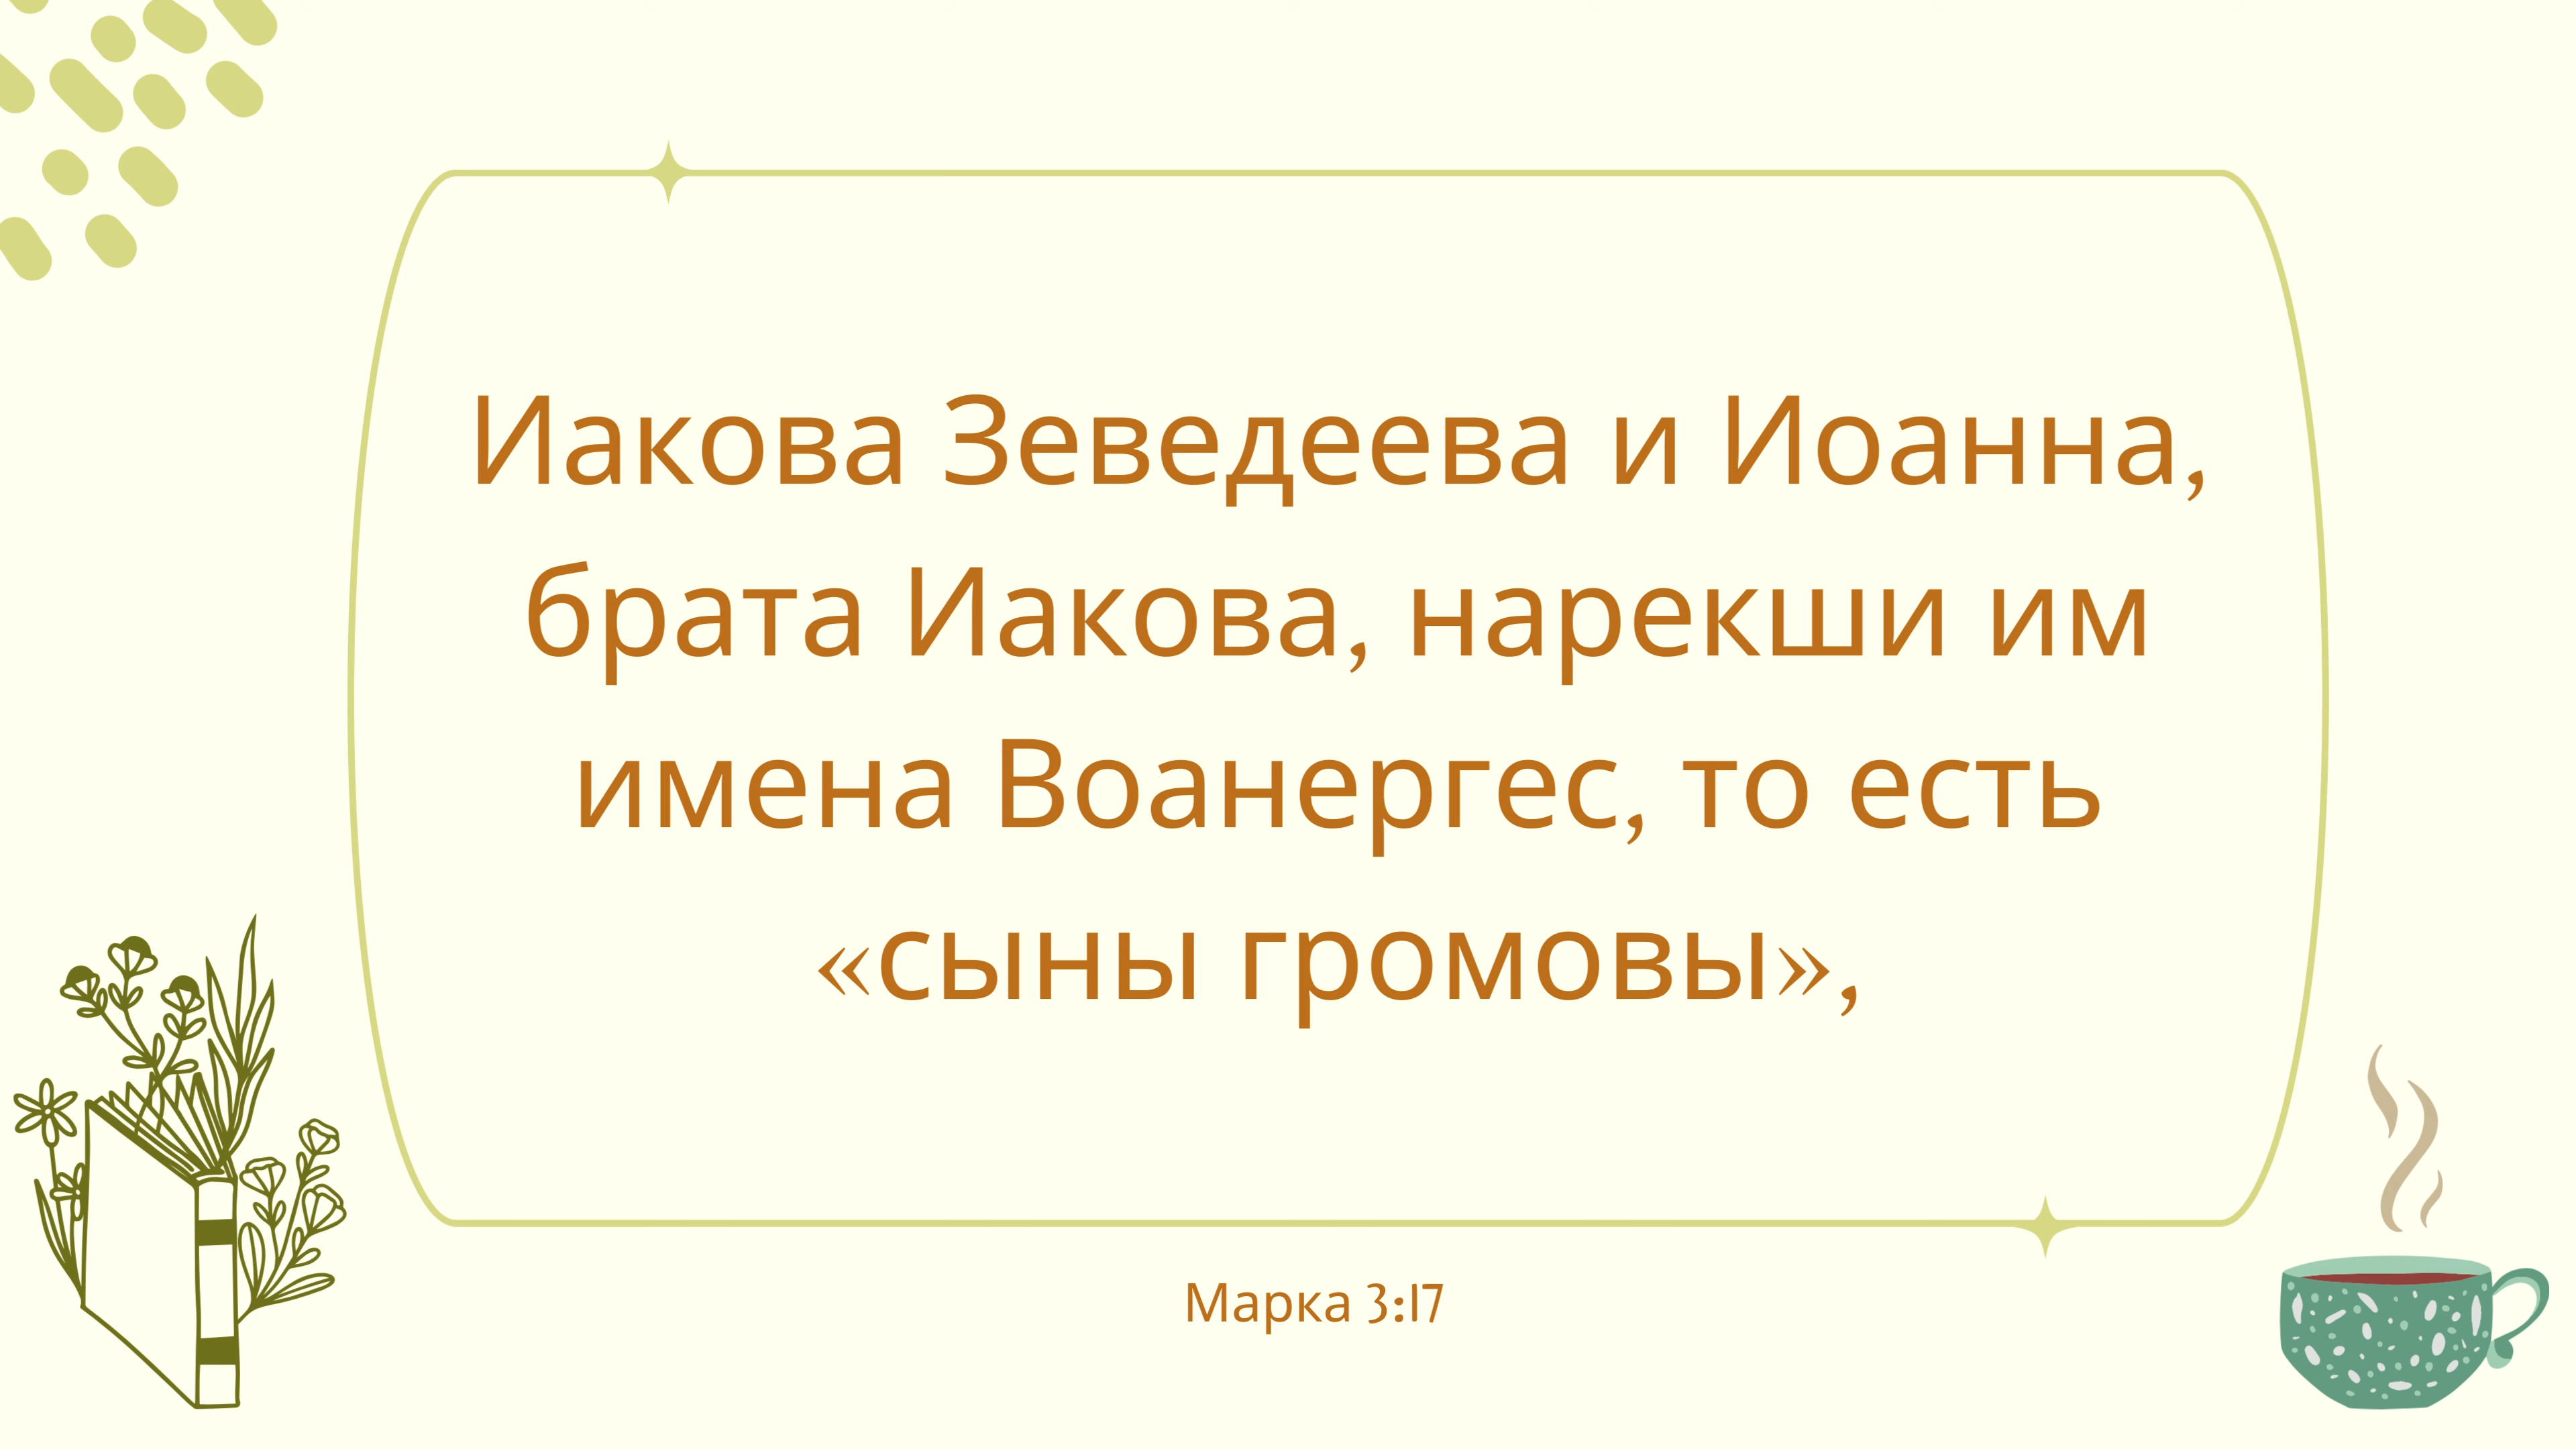 Иакова Зеведеева и Иоанна,
брата Иакова, нарекши им
имена Воанергес, то есть
«сыны громовы»,
Марка 3:17